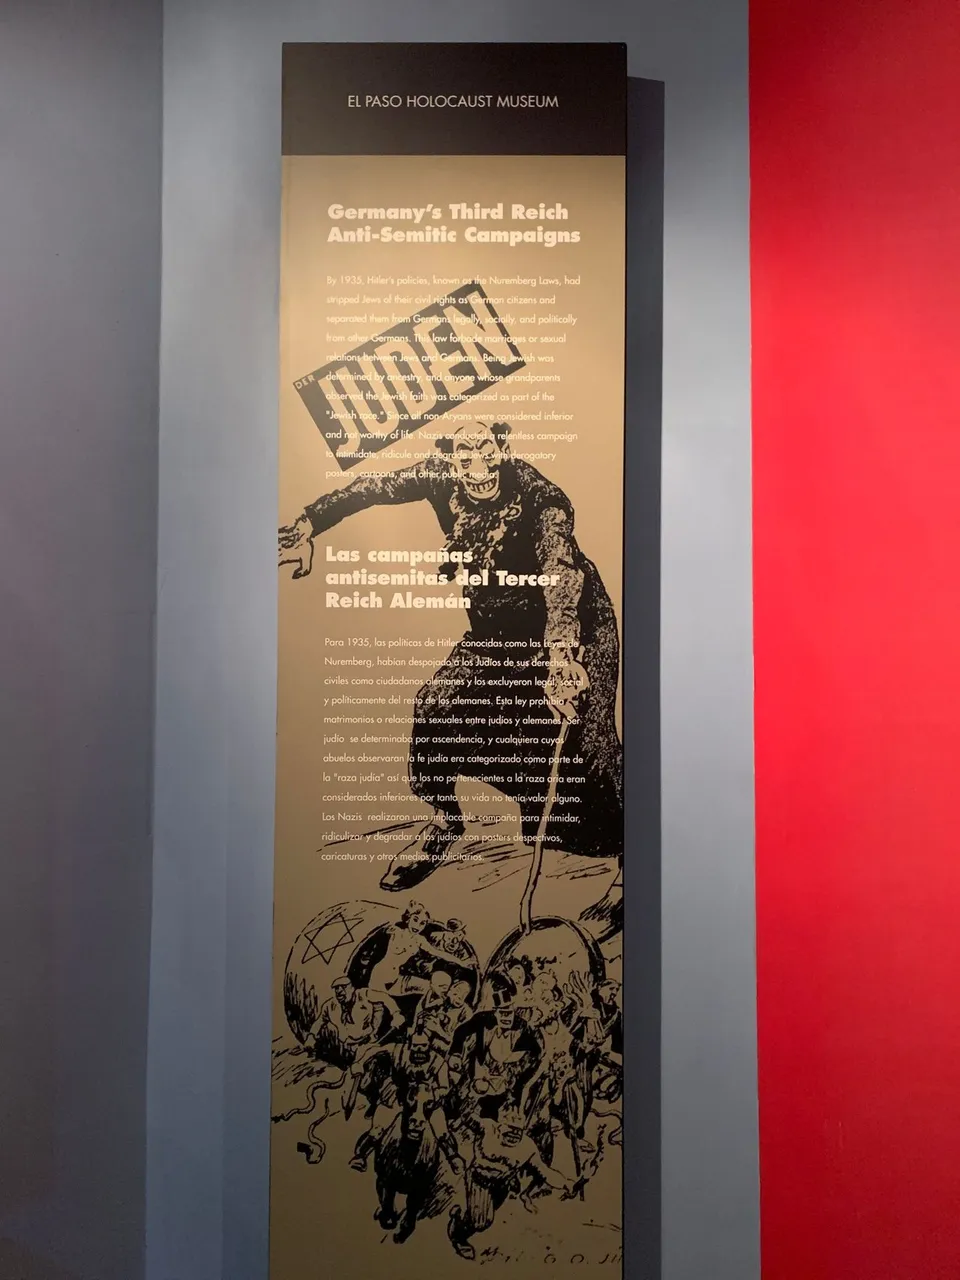 EL PASO HOLOCAUST MUSEUM
Germany's Third Reich
Anti-Semitic Campaigns
By 1935, Hitler's policies, known as the Nuremberg Laws, had
stripped Jews of their civil rights as German citizens and
separated them from Germans legally, socially, and politically
from other Germans. This law forbade marriages or sexual
relations between Jews and Germans. Being Jewish was
determined by ancestry, and anyone whose grandparents
observed the Jewish faith was categorized as part of the
"Jewish race." Since all non-Aryans were considered inferior
and not worthy of life. Nazis conducted a relentless campaign
to intimidate, ridicule and degrade Jews with derogatory
posters, cartoons, and other public media.
DER
JUDEN
Las campañas
antisemitas del Tercer
Reich Alemán
Para 1935, las políticas de Hitler conocidas como las Leyes de
Nuremberg, habían despojado a los Judíos de sus derechos
civiles como ciudadanos alemanes y los excluyeron legal, social
y políticamente del resto de los alemanes. Esta ley prohibió
matrimonios o relaciones sexuales entre judíos y alemanes. Ser
judío se determinaba por ascendencia, y cualquiera cuyos
abuelos observaran la fe judía era categorizado como parte de
la "raza judía" así que los no pertenecientes a la raza aria eran
considerados inferiores por tanto su vida no tenía valor alguno.
Los Nazis realizaron una implacable campaña para intimidar,
ridiculizar y degradar a los judíos con posters despectivos,
caricaturas y otros medios publicitarios.